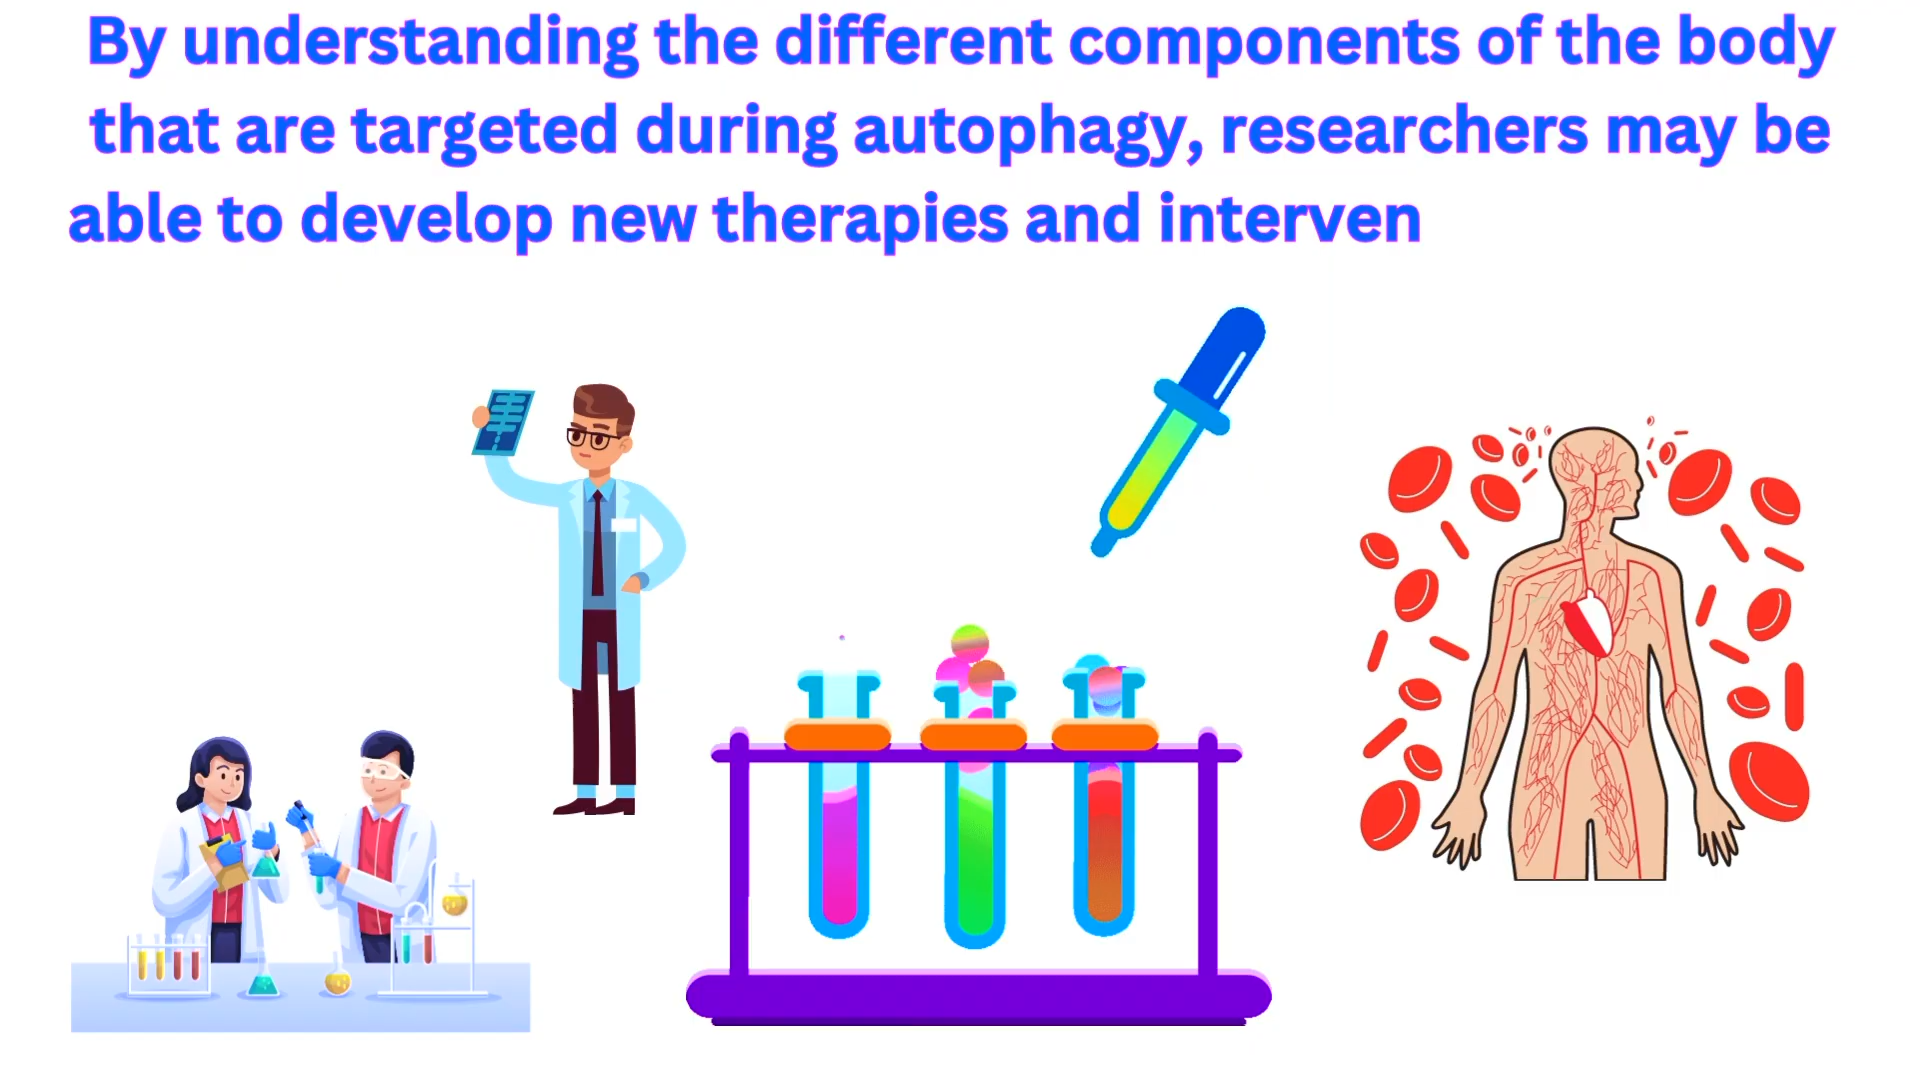 By understanding the different components of the body
that are targeted during autophagy, researchers may be
able to develop new therapies and interven